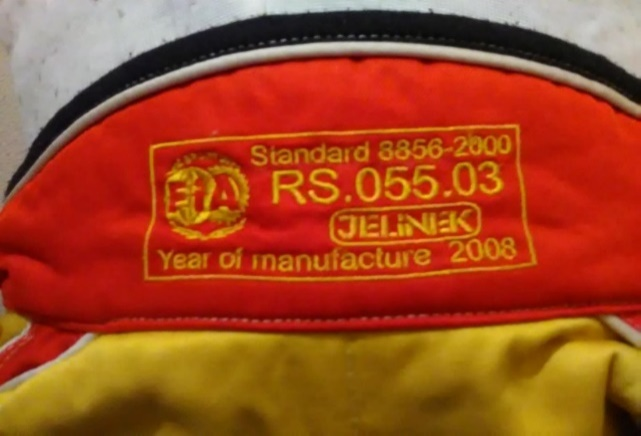 Standard 8856-2000
FIA
RS.055.03
JELINEK
Year of manufacture 2008